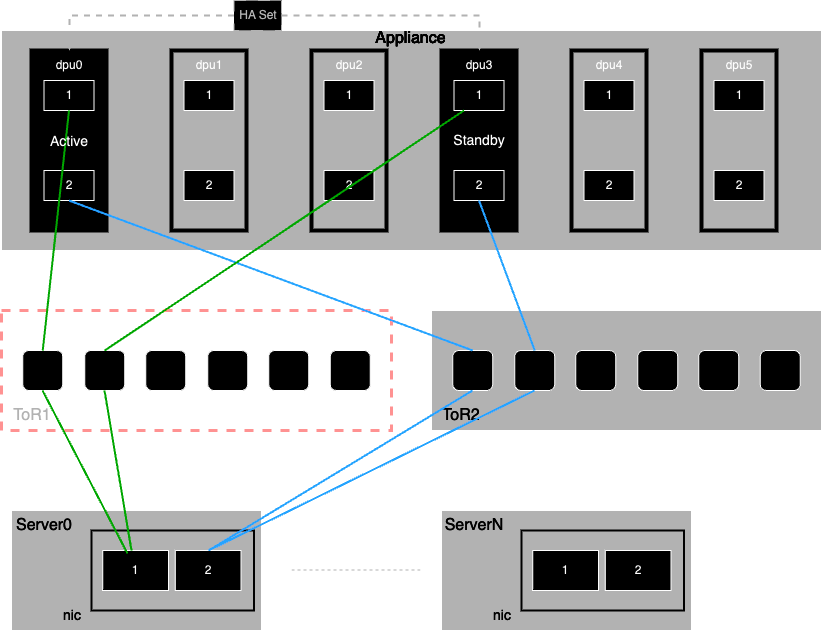 HA Set
Appliance
dpu0
dpu1
dpu2
dpu3
dpu4
dpu5
1
1
1
1
1
1
Active
Standby
2
2
2
2
2
2
ToR1
ToR2
Server0
ServerN
1
2
1
2
nic
nic